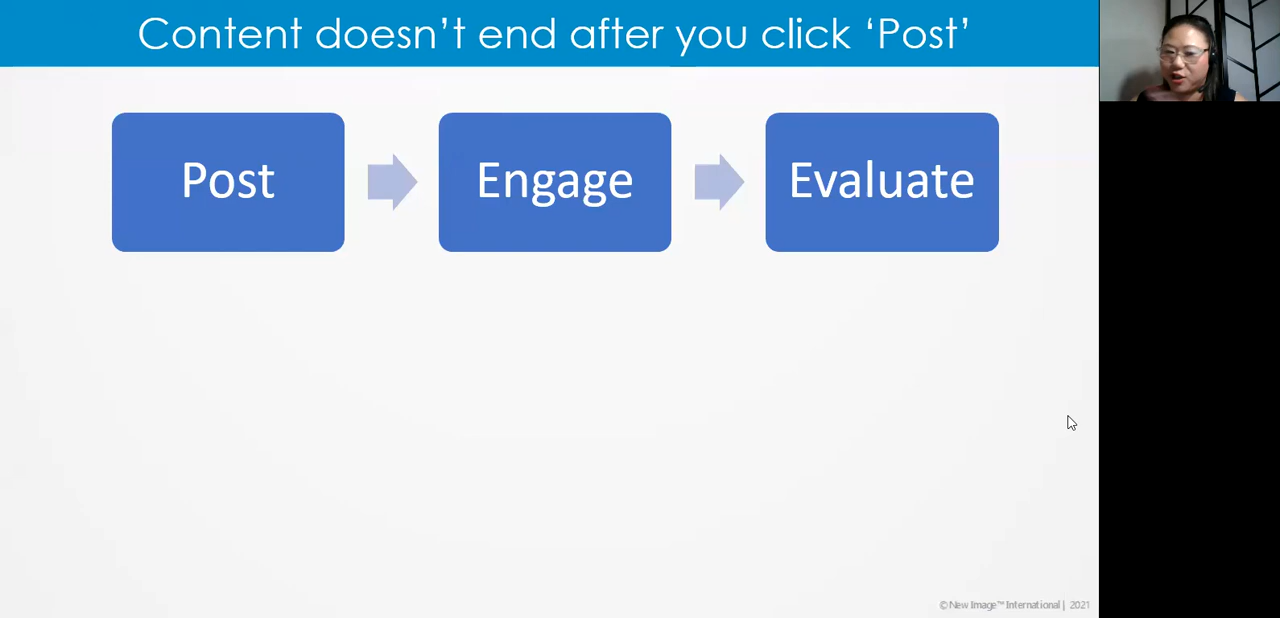 Content doesn’t end after you click ‘Post’
Post
Engage
Evaluate
© New Image™ International | 2021